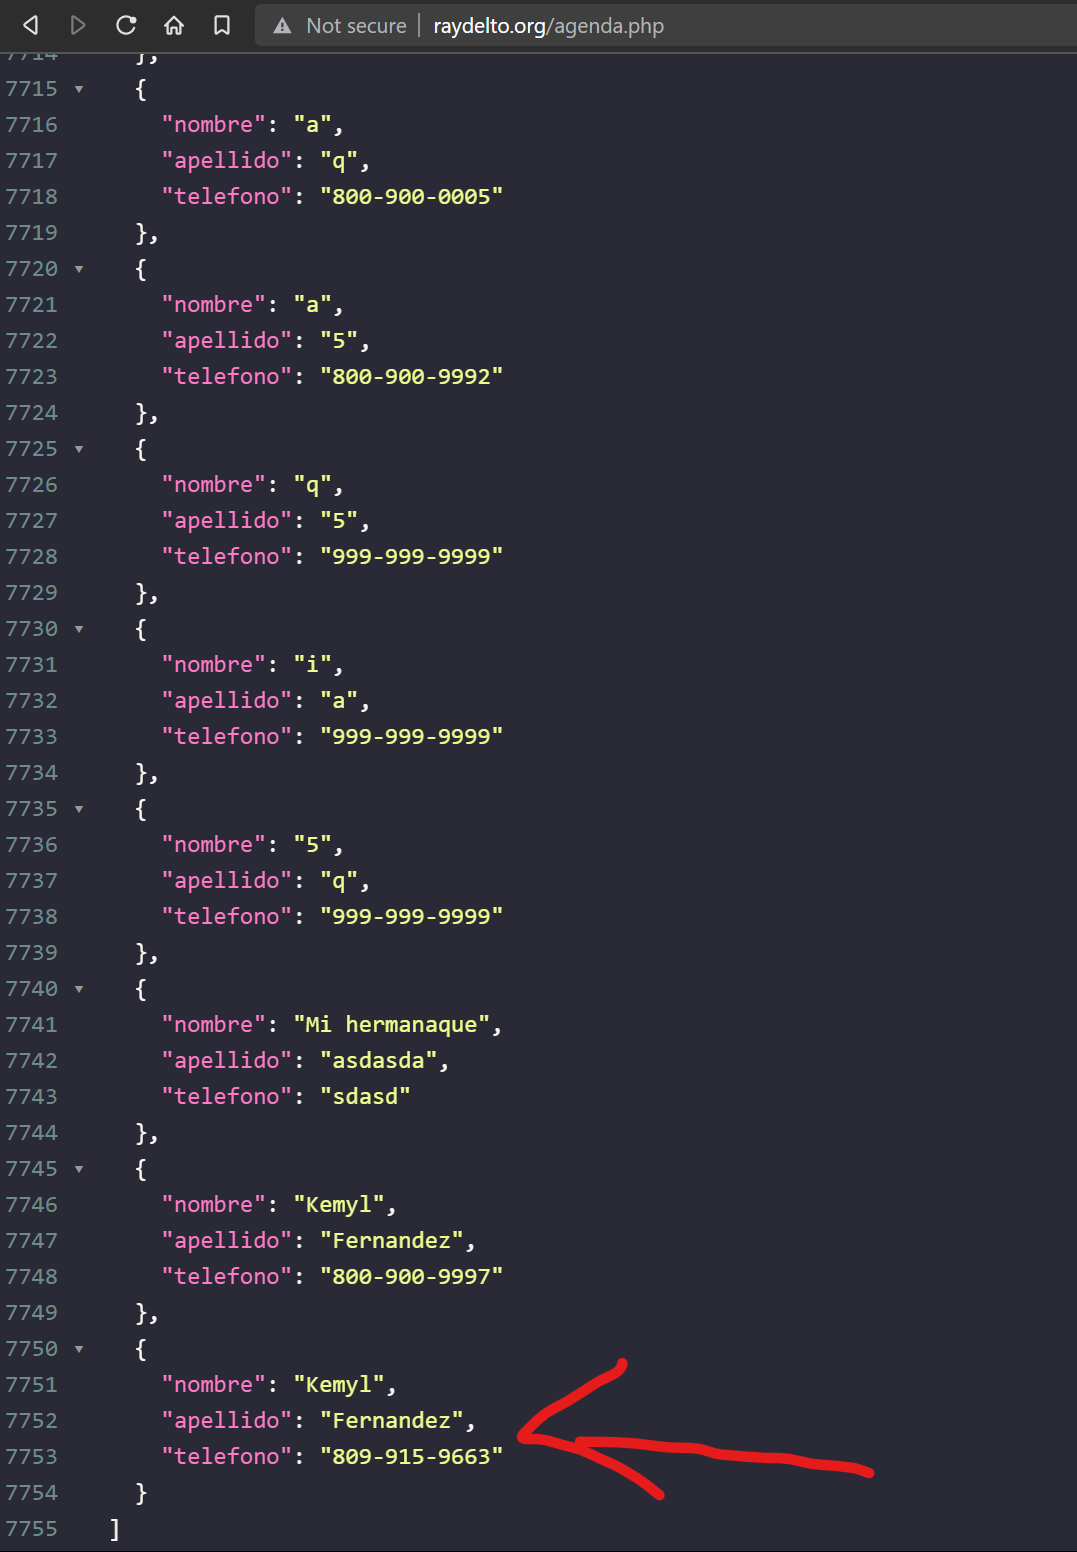 Not secure | raydelto.org/agenda.php
7714 },
7715 {
7716 "nombre": "a",
7717 "apellido": "q",
7718 "telefono": "800-900-0005"
7719 },
7720 {
7721 "nombre": "a",
7722 "apellido": "5",
7723 "telefono": "800-900-9992"
7724 },
7725 {
7726 "nombre": "q",
7727 "apellido": "5",
7728 "telefono": "999-999-9999"
7729 },
7730 {
7731 "nombre": "i",
7732 "apellido": "a",
7733 "telefono": "999-999-9999"
7734 },
7735 {
7736 "nombre": "5",
7737 "apellido": "q",
7738 "telefono": "999-999-9999"
7739 },
7740 {
7741 "nombre": "Mi hermanaque",
7742 "apellido": "asdasda",
7743 "telefono": "sdasd"
7744 },
7745 {
7746 "nombre": "Kemyl",
7747 "apellido": "Fernandez",
7748 "telefono": "800-900-9997"
7749 },
7750 {
7751 "nombre": "Kemyl",
7752 "apellido": "Fernandez",
7753 "telefono": "809-915-9663"
7754 }
7755 ]